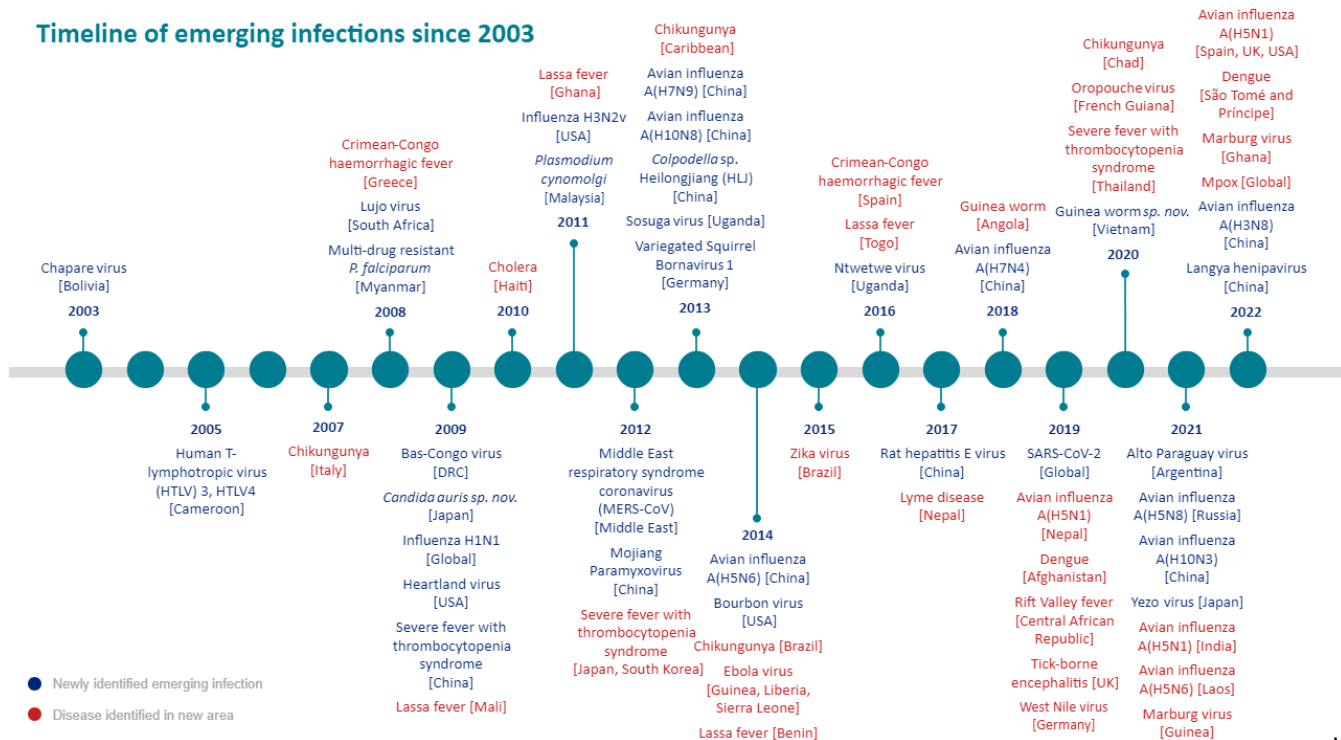 Timeline of emerging infections since 2003
Chapare virus
[Bolivia]
2003
Human T-
lymphotropic virus
(HTLV) 3, HTLV4
[Cameroon]
2005
Chikungunya
[Italy]
2007
Crimean-Congo
haemorrhagic fever
[Greece]
Lujo virus
[South Africa]
Multi-drug resistant
P. falciparum
[Myanmar]
2008
2009
Bas-Congo virus
[DRC]
Candida auris sp. nov.
[Japan]
Influenza H1N1
[Global]
Heartland virus
[USA]
Severe fever with
thrombocytopenia
syndrome
[China]
Lassa fever [Mali]
Cholera
[Haiti]
2010
Lassa fever
[Ghana]
Influenza H3N2v
[USA]
Plasmodium
cynomolgi
[Malaysia]
2011
2012
Middle East
respiratory syndrome
coronavirus
(MERS-CoV)
[Middle East]
Mojiang
Paramyxovirus
[China]
Severe fever with
thrombocytopenia
syndrome
[Japan, South Korea]
Chikungunya
[Caribbean]
Avian influenza
A(H7N9) [China]
Avian influenza
A(H10N8) [China]
Colpodella sp.
Heilongjiang (HLJ)
[China]
Sosuga virus [Uganda]
Variegated Squirrel
Bornavirus 1
[Germany]
2013
2014
Avian influenza
A(H5N6) [China]
Bourbon virus
[USA]
Chikungunya [Brazil]
Ebola virus
[Guinea, Liberia,
Sierra Leone]
Lassa fever [Benin]
2015
Zika virus
[Brazil]
Crimean-Congo
haemorrhagic fever
[Spain]
Lassa fever
[Togo]
Ntwetwe virus
[Uganda]
2016
2017
Rat hepatitis E virus
[China]
Lyme disease
[Nepal]
Guinea worm
[Angola]
Avian influenza
A(H7N4)
[China]
2018
2019
SARS-CoV-2
[Global]
Avian influenza
A(H5N1)
[Nepal]
Dengue
[Afghanistan]
Rift Valley fever
[Central African
Republic]
Tick-borne
encephalitis [UK]
West Nile virus
[Germany]
Chikungunya
[Chad]
Oropouche virus
[French Guiana]
Severe fever with
thrombocytopenia
syndrome
[Thailand]
Guinea worm sp. nov.
[Vietnam]
2020
2021
Alto Paraguay virus
[Argentina]
Avian influenza
A(H5N8) [Russia]
Avian influenza
A(H10N3)
[China]
Yezo virus [Japan]
Avian influenza
A(H5N1) [India]
Avian influenza
A(H5N6) [Laos]
Marburg virus
[Guinea]
Avian influenza
A(H5N1)
[Spain, UK, USA]
Dengue
[São Tomé and
Príncipe]
Marburg virus
[Ghana]
Mpox [Global]
Avian influenza
A(H3N8)
[China]
Langya henipavirus
[China]
2022
Newly identified emerging infection
Disease identified in new area